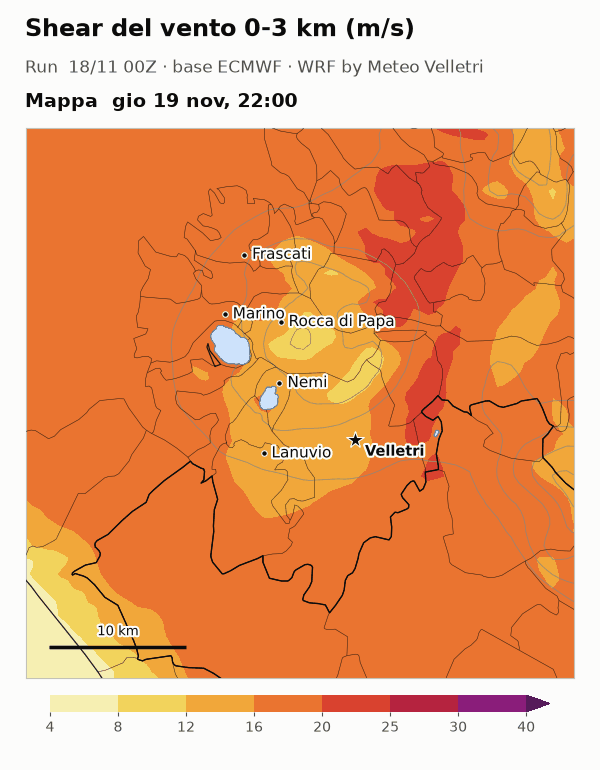 Shear del vento 0-3 km (m/s)
Run  18/11 00Z · base ECMWF · WRF by Meteo Velletri
Mappa  gio 19 nov, 22:00
Frascati
Marino
Rocca di Papa
Nemi
Lanuvio
Velletri
10 km
4 8 12 16 20 25 30 40